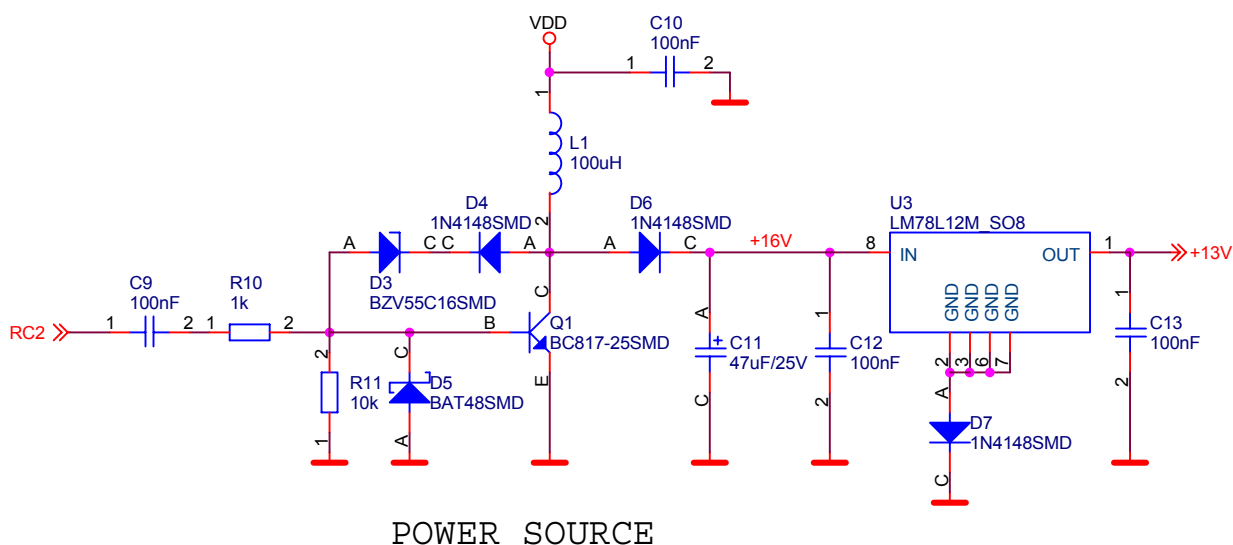 VDD
C10
100nF
1
2
1
L1
100uH
2
D4
1N4148SMD
D6
1N4148SMD
U3
LM78L12M_SO8
A
C
C
A
A
C
+16V
8
IN
OUT
1
+13V
D3
BZV55C16SMD
C
GND
GND
GND
GND
C9
100nF
R10
1k
RC2
1
2
1
2
B
Q1
BC817-25SMD
A
C11
47uF/25V
C
1
C12
100nF
2
2
3
6
7
1
C13
100nF
2
2
R11
10k
1
C
D5
BAT48SMD
A
E
A
D7
1N4148SMD
C
POWER SOURCE